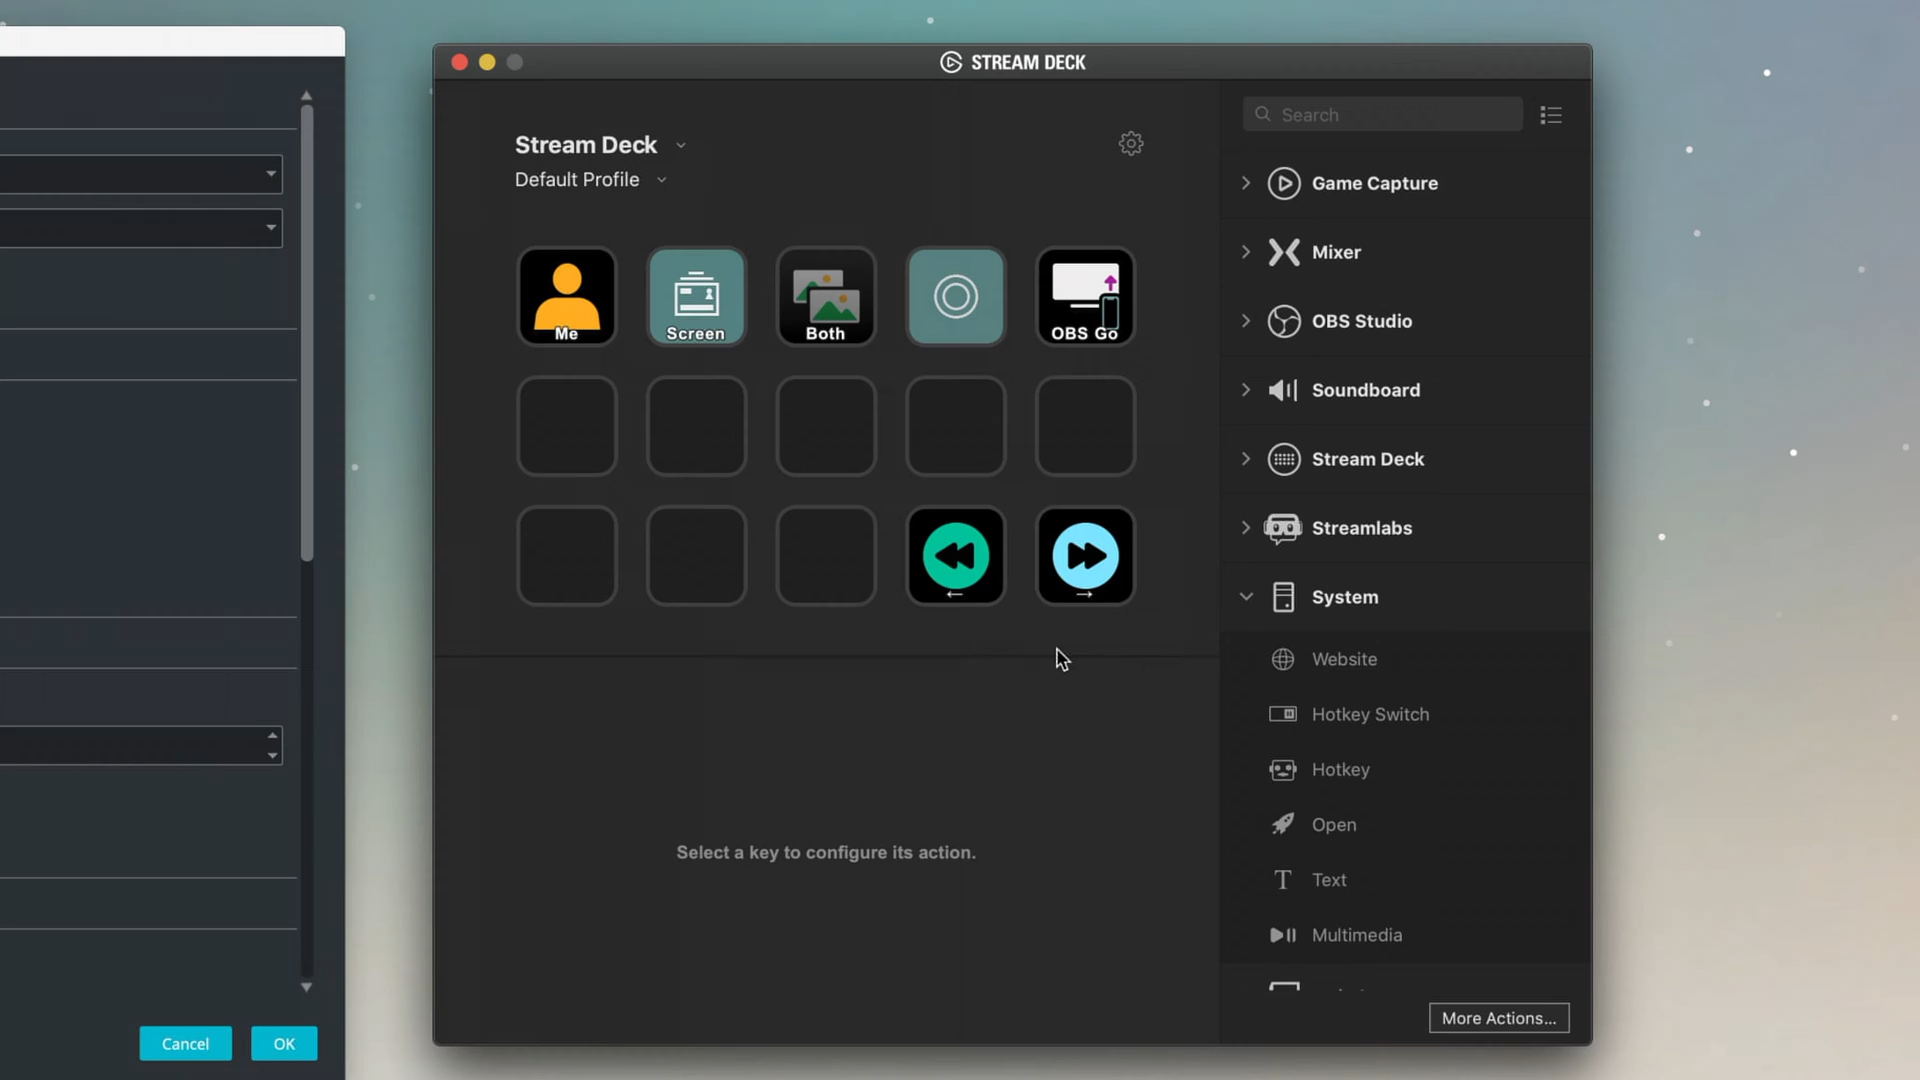 STREAM DECK
Search
Stream Deck
Default Profile
Game Capture
Mixer
OBS Studio
Soundboard
Stream Deck
Streamlabs
System
Website
Hotkey Switch
Hotkey
Open
Text
Multimedia
More Actions...
Me
Screen
Both
OBS Go
←
→
Select a key to configure its action.
Cancel
OK